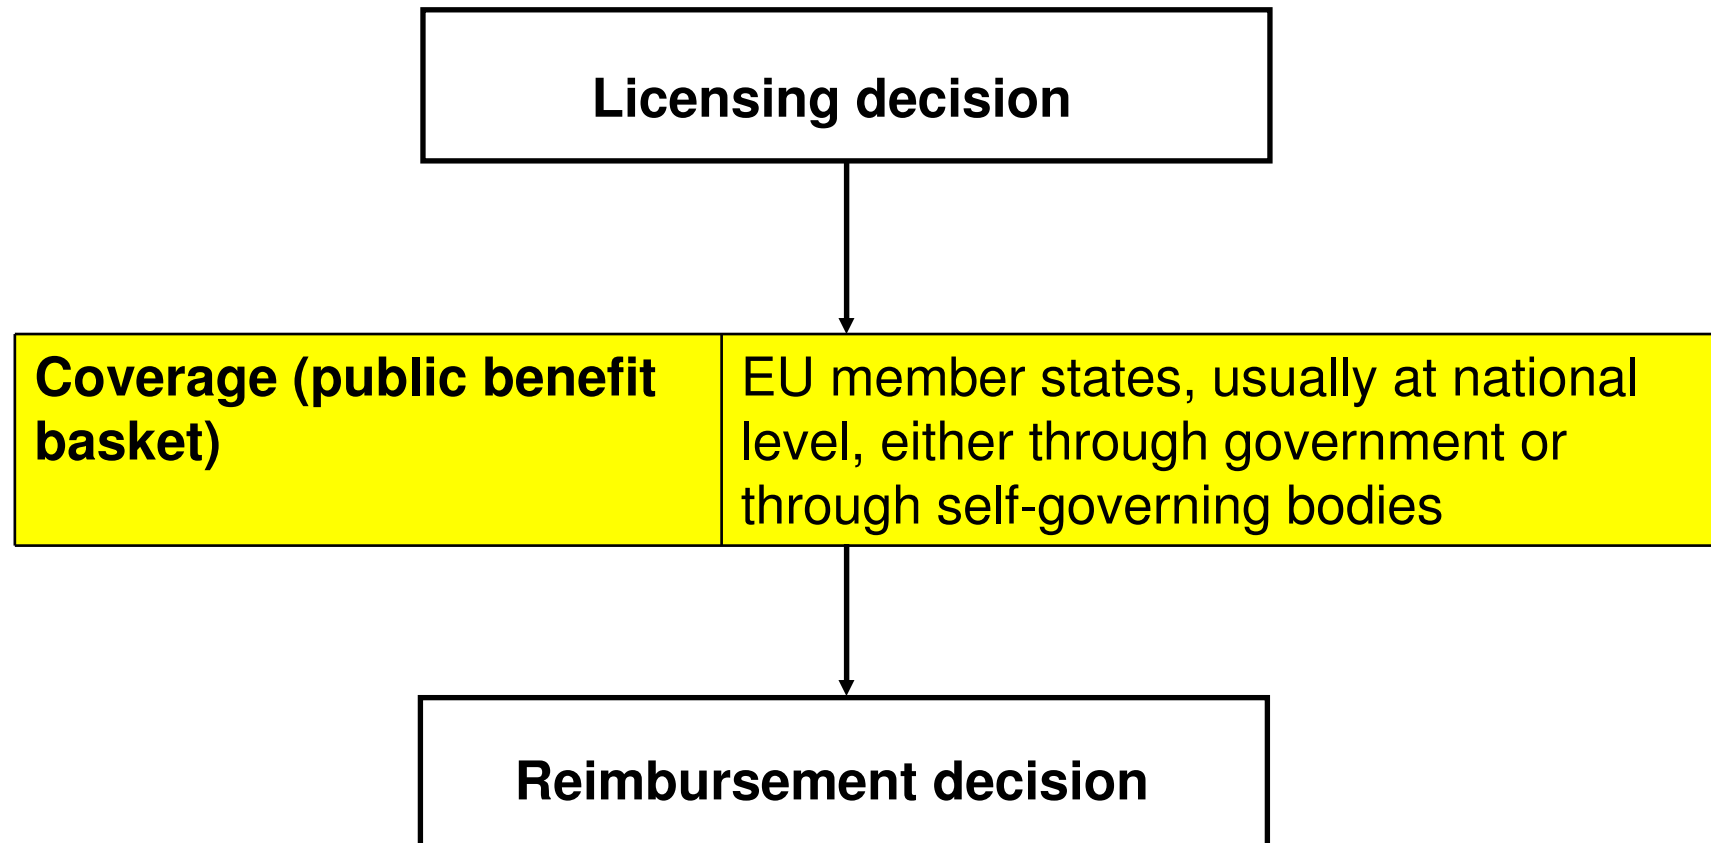 Licensing decision
Coverage (public benefit
basket)
EU member states, usually at national
level, either through government or
through self-governing bodies
Reimbursement decision